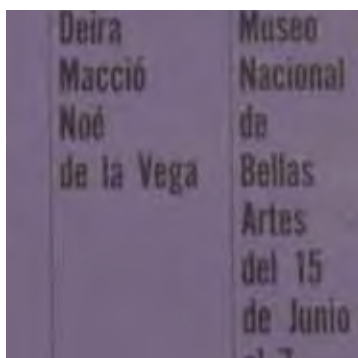 Deira
Macció
Noé
de la Vega
Museo
Nacional
de
Bellas
Artes
del 15
de Junio